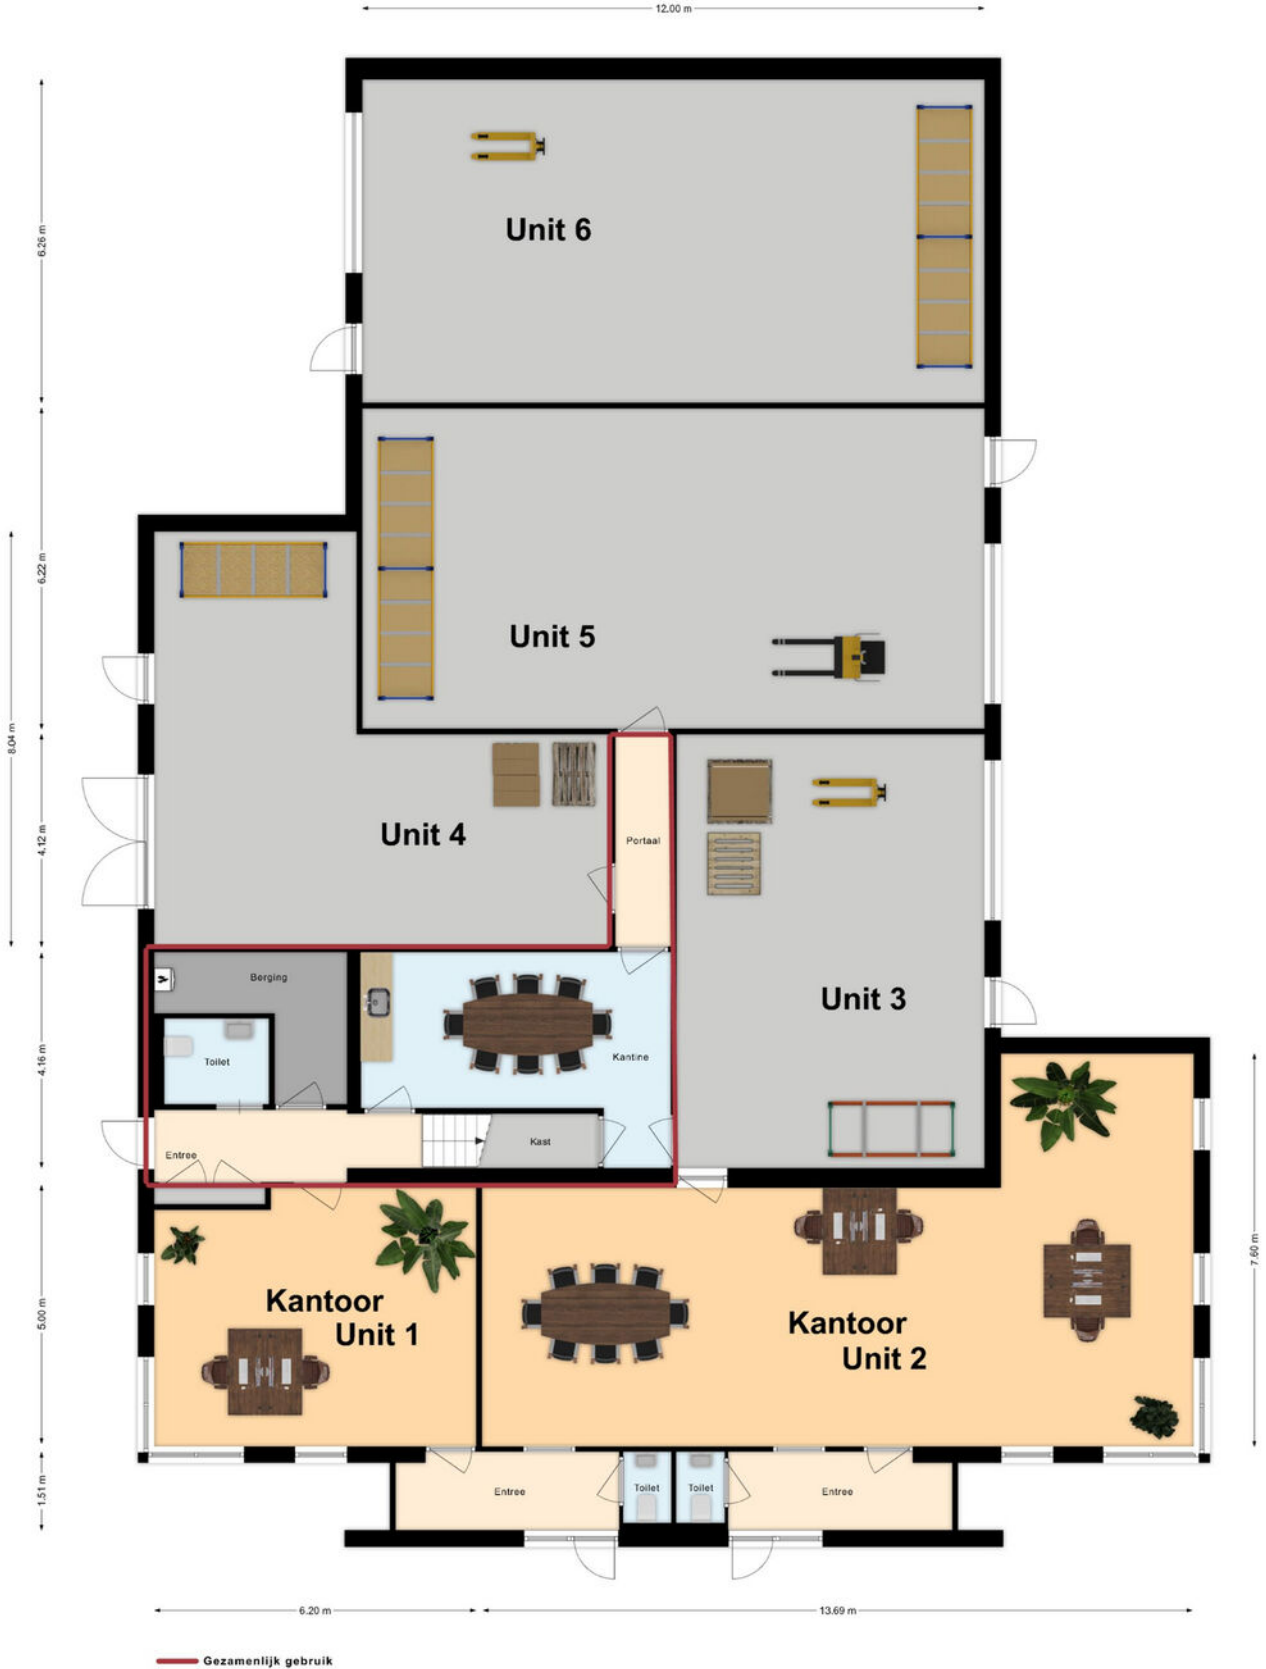 12.00 m
6.26 m
Unit 6
6.22 m
8.04 m
Unit 5
4.12 m
Unit 4
Portaal
Unit 3
Berging
4.16 m
Toilet
Kantine
Kast
Entree
7.60 m
5.00 m
Kantoor
Unit 1
Kantoor
Unit 2
1.51 m
Entree
Toilet
Toilet
Entree
6.20 m
13.69 m
Gezamenlijk gebruik